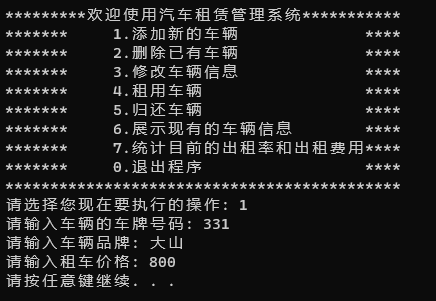 *********欢迎使用汽车租赁管理系统***********
*******    1.添加新的车辆            ****
*******    2.删除已有车辆            ****
*******    3.修改车辆信息            ****
*******    4.租用车辆                ****
*******    5.归还车辆                ****
*******    6.展示现有的车辆信息      ****
*******    7.统计目前的出租率和出租费用****
*******    0.退出程序                ****
********************************************
请选择您现在要执行的操作: 1
请输入车辆的车牌号码: 331
请输入车辆品牌: 大山
请输入租车价格: 800
请按任意键继续. . .